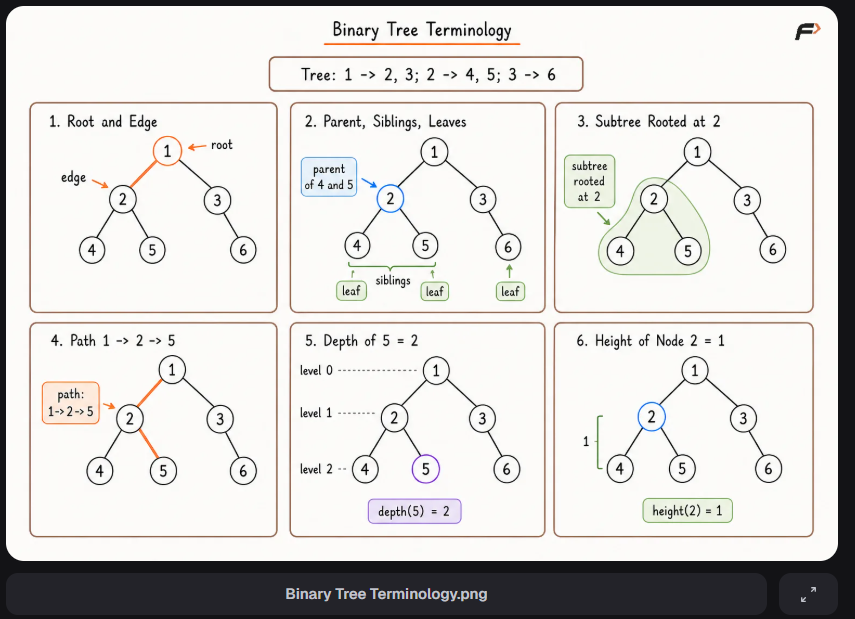 Binary Tree Terminology
Tree: 1 -> 2, 3; 2 -> 4, 5; 3 -> 6
1. Root and Edge
1
root
edge
2
3
4
5
6
2. Parent, Siblings, Leaves
1
parent
of 4 and 5
2
3
4
5
6
siblings
leaf
leaf
leaf
3. Subtree Rooted at 2
1
subtree
rooted
at 2
2
3
4
5
6
4. Path 1 -> 2 -> 5
1
path:
1->2->5
2
3
4
5
6
5. Depth of 5 = 2
level 0
1
level 1
2
3
level 2
4
5
6
depth(5) = 2
6. Height of Node 2 = 1
1
2
3
1
4
5
6
height(2) = 1
Binary Tree Terminology.png